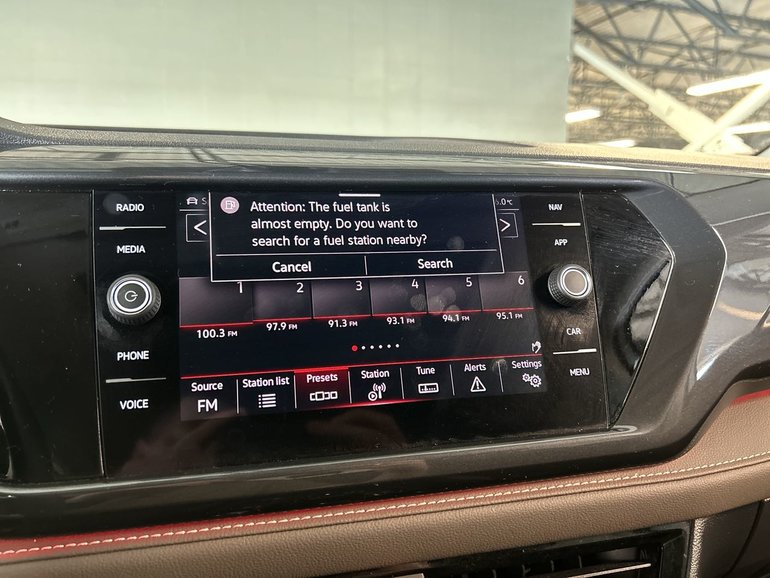 RADIO
MEDIA
PHONE
VOICE
Attention: The fuel tank is
almost empty. Do you want to
search for a fuel station nearby?
Cancel Search
1 2 3 4 5 6
100.3 FM 97.9 FM 91.3 FM 93.1 FM 94.1 FM 95.1 FM
Source Station list Presets Station Tune Alerts Settings
FM
NAV
APP
CAR
MENU